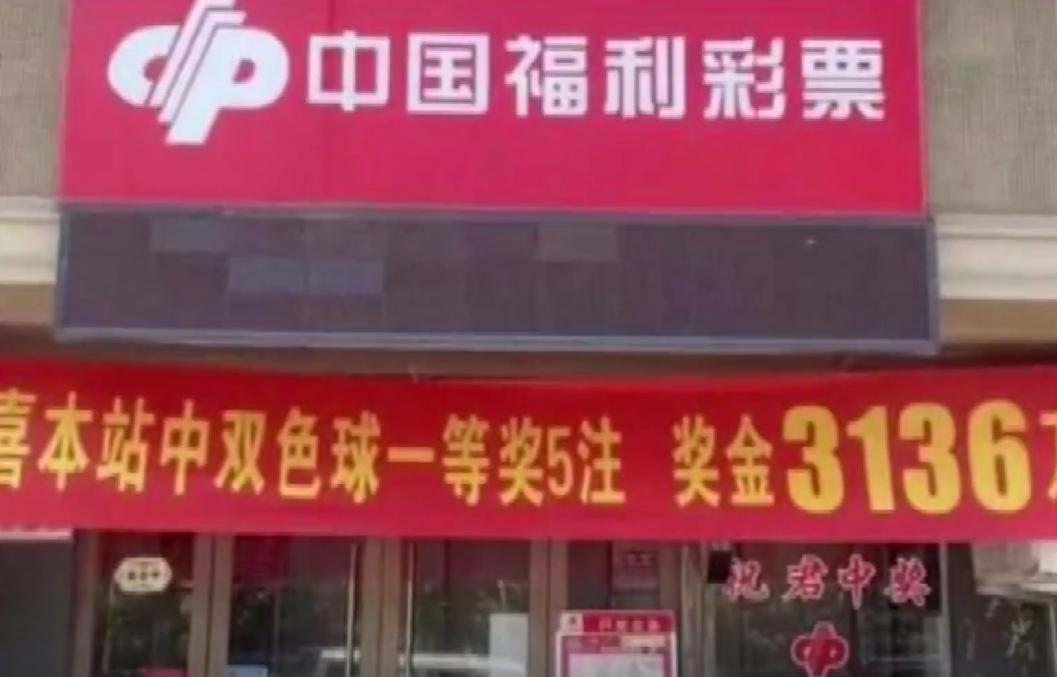 中国福利彩票
喜本站中双色球一等奖5注 奖金3136万
祝君中奖